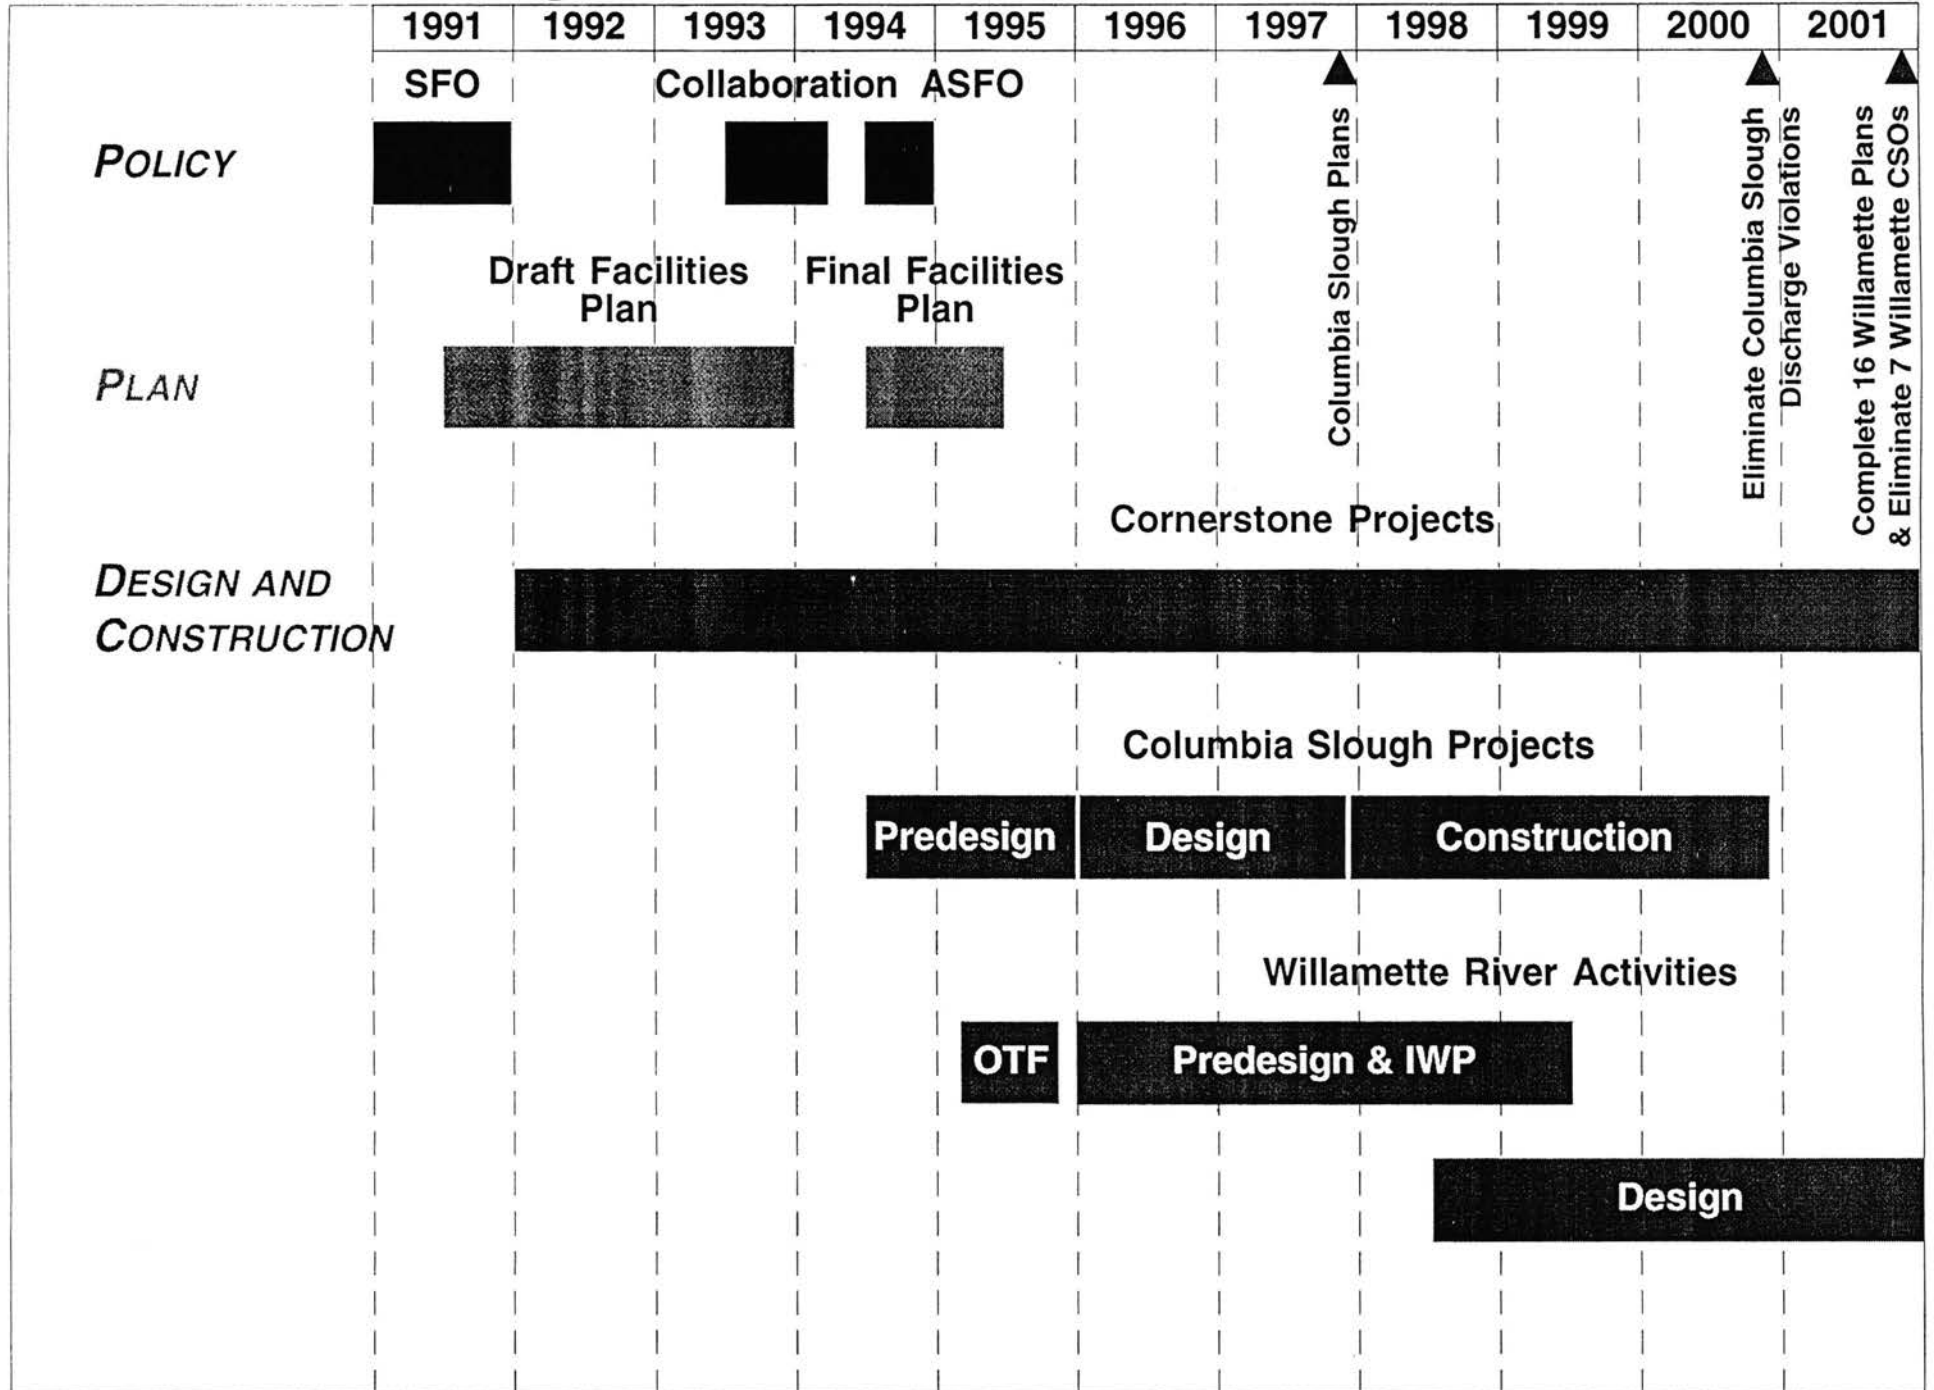 1991 1992 1993 1994 1995 1996 1997 1998 1999 2000 2001
SFO Collaboration ASFO
POLICY
Columbia Slough Plans
Eliminate Columbia Slough
Discharge Violations
Complete 16 Willamette Plans
& Eliminate 7 Willamette CSOs
Draft Facilities
Plan
Final Facilities
Plan
PLAN
Cornerstone Projects
DESIGN AND
CONSTRUCTION
Columbia Slough Projects
Predesign Design Construction
Willamette River Activities
OTF Predesign & IWP
Design